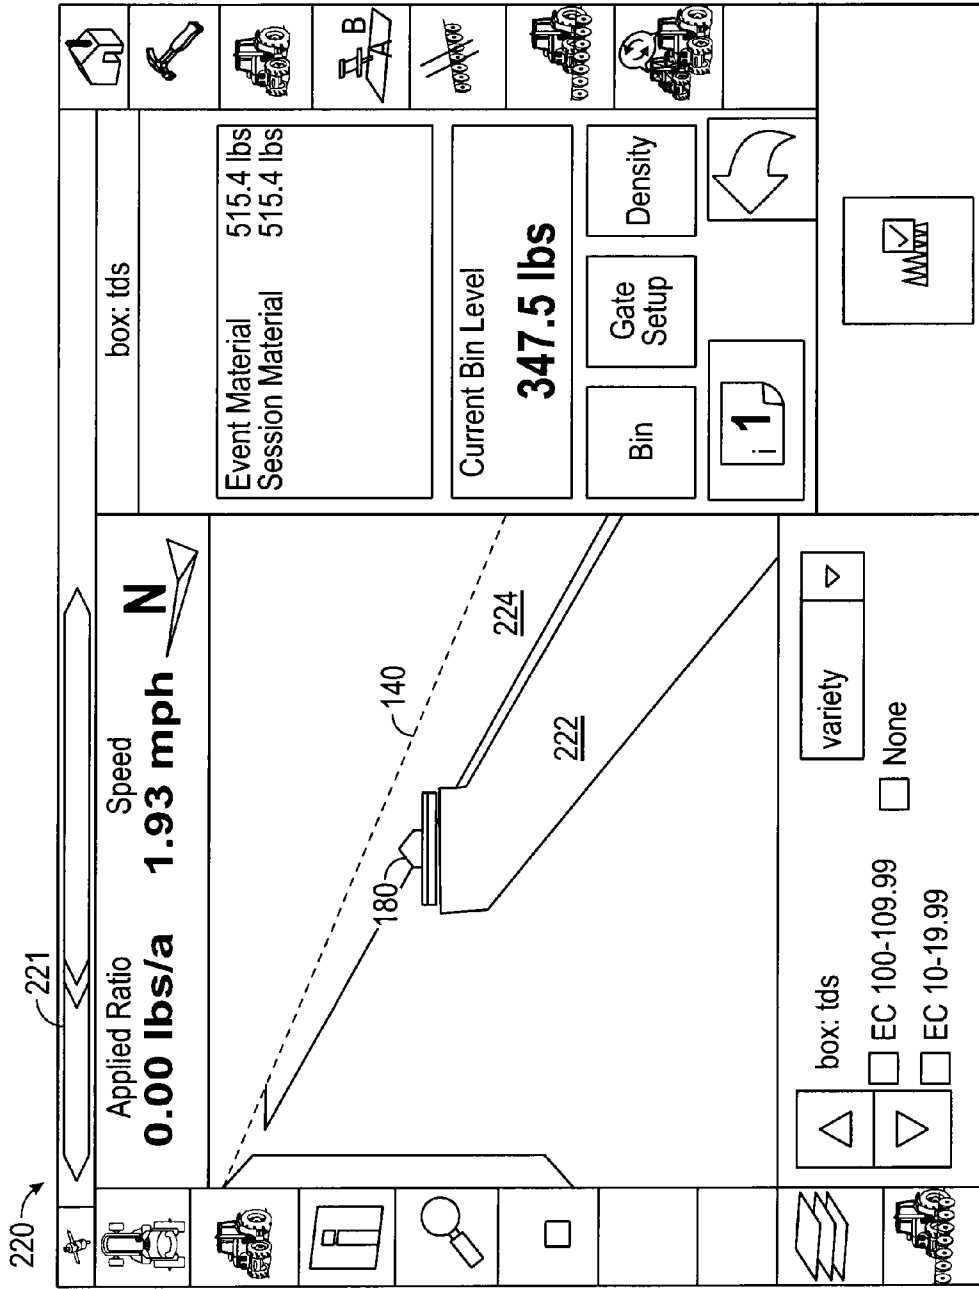 220
221
Applied Ratio
0.00 lbs/a
Speed
1.93 mph
N
box: tds
Event Material 515.4 lbs
Session Material 515.4 lbs
Current Bin Level
347.5 lbs
Bin
Gate
Setup
Density
i 1
A B
i
140
180
224
222
box: tds
variety
EC 100-109.99
None
EC 10-19.99